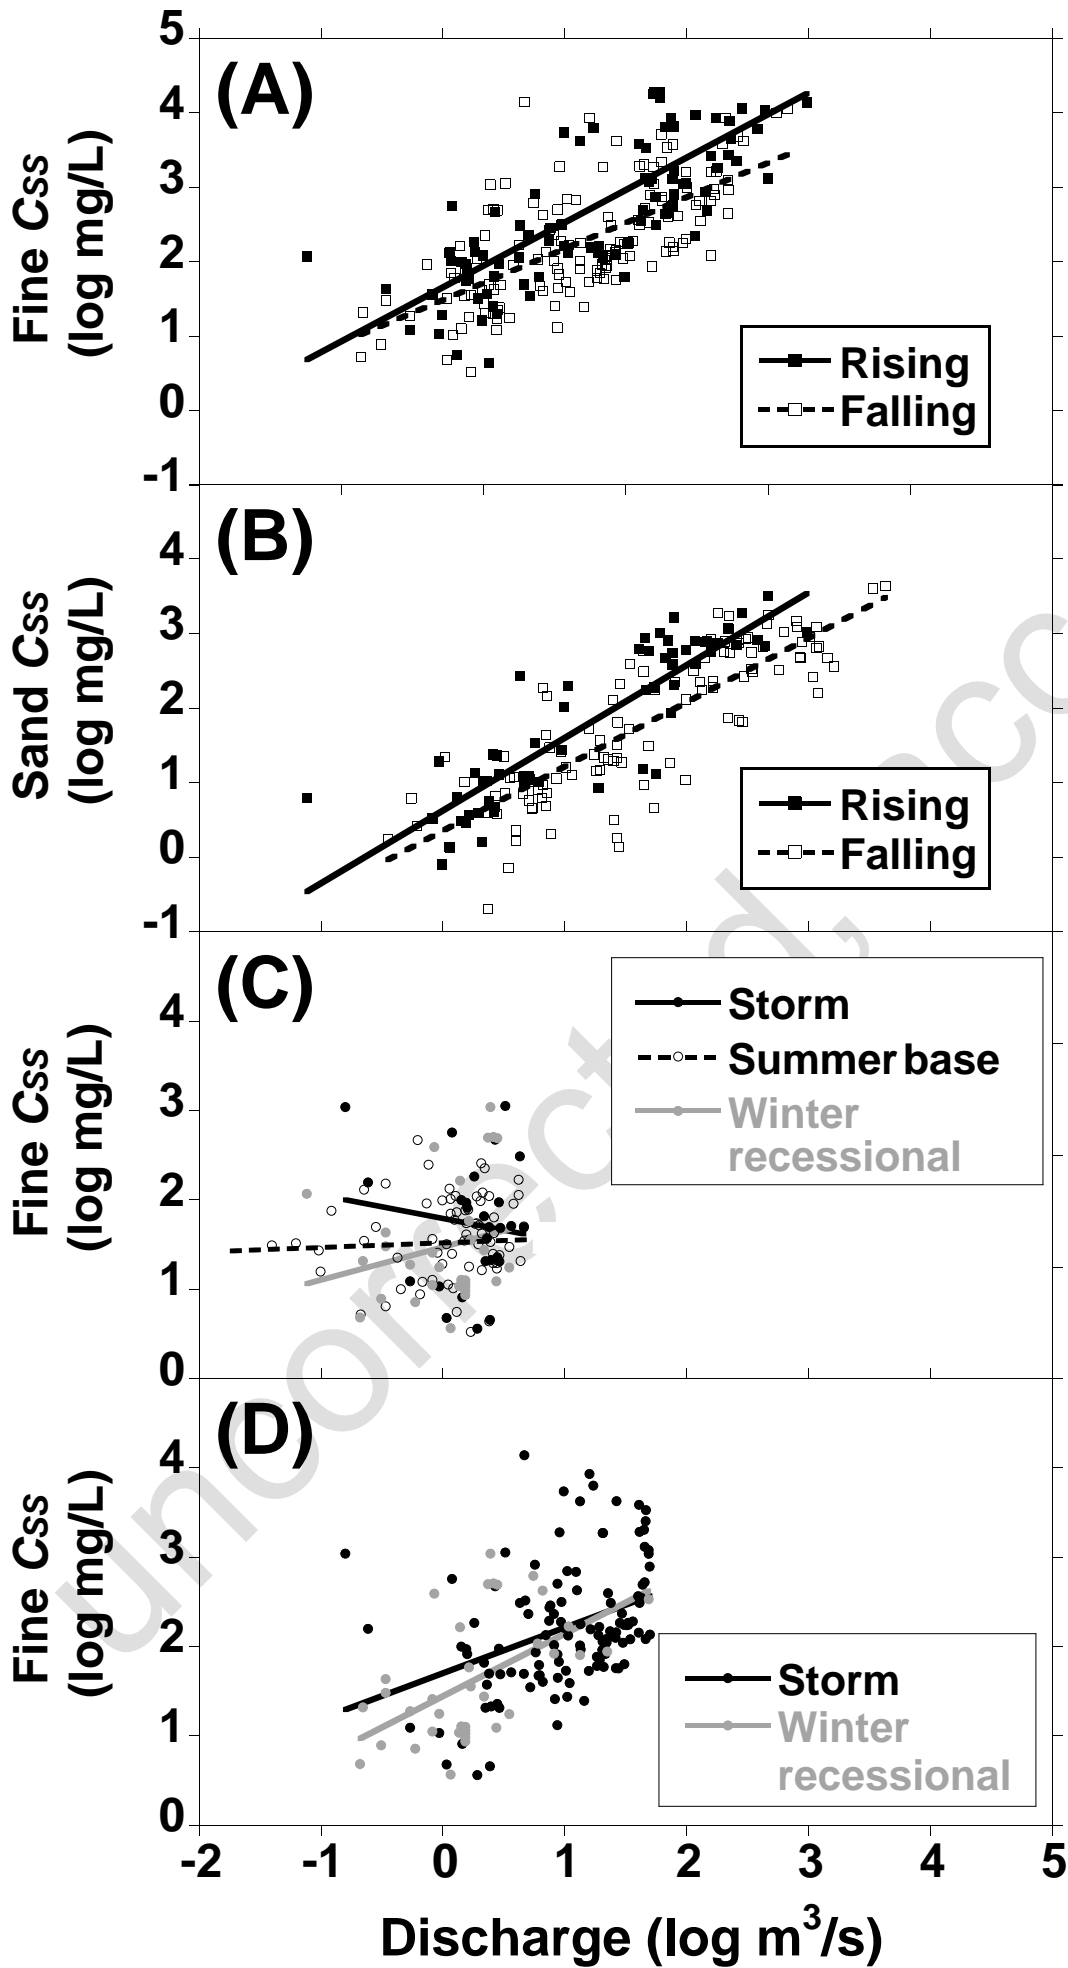 5
4
3
2
1
0
-1
(A)
Fine Css
(log mg/L)
Rising
Falling
4
3
2
1
0
-1
(B)
Sand Css
(log mg/L)
Rising
Falling
4
3
2
1
0
(C)
Fine Css
(log mg/L)
Storm
Summer base
Winter
recessional
4
3
2
1
0
(D)
Fine Css
(log mg/L)
Storm
Winter
recessional
-2 -1 0 1 2 3 4 5
Discharge (log m³/s)
uncorrected, acc